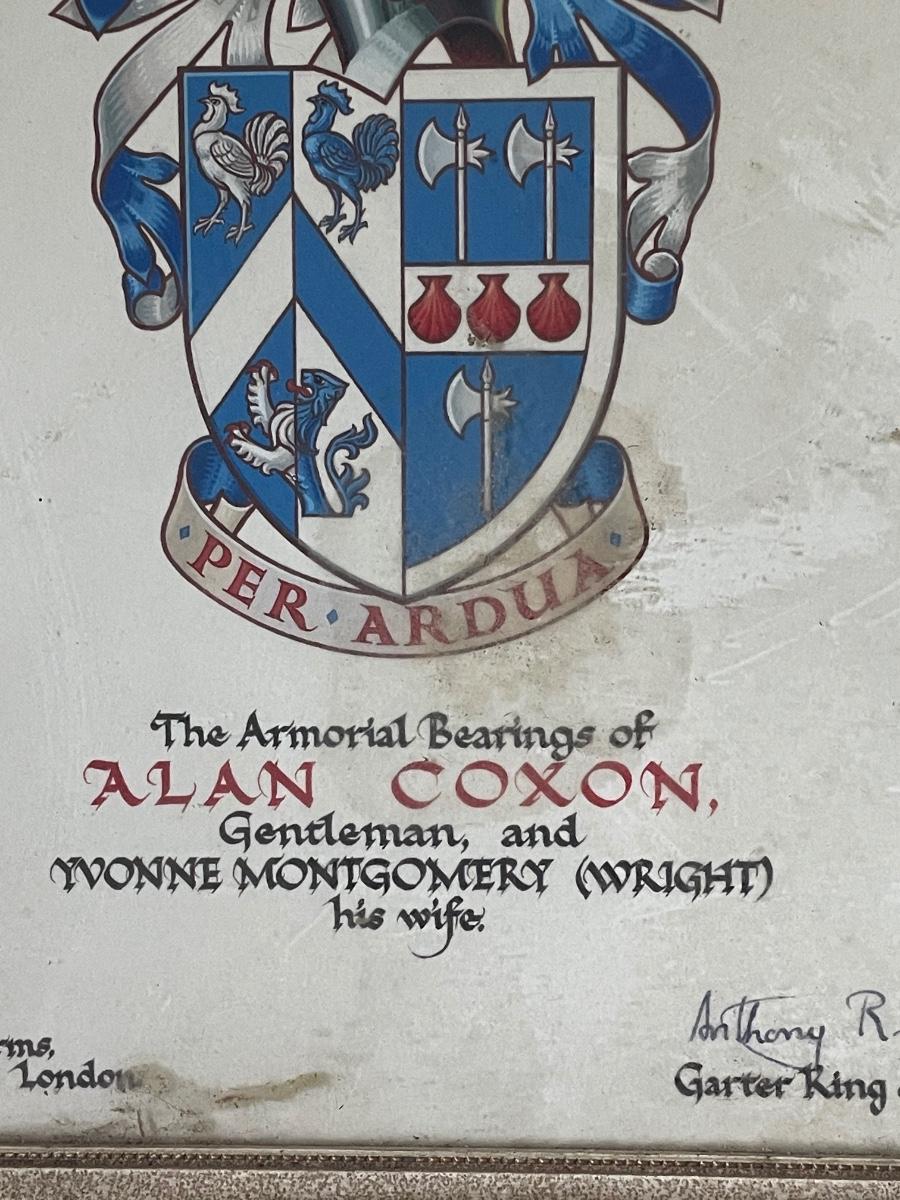 PER · ARDUA
The Armorial Bearings of
ALAN COXON,
Gentleman, and
YVONNE MONTGOMERY (WRIGHT)
his wife.
Anthony R.
rms,
London
Garter King